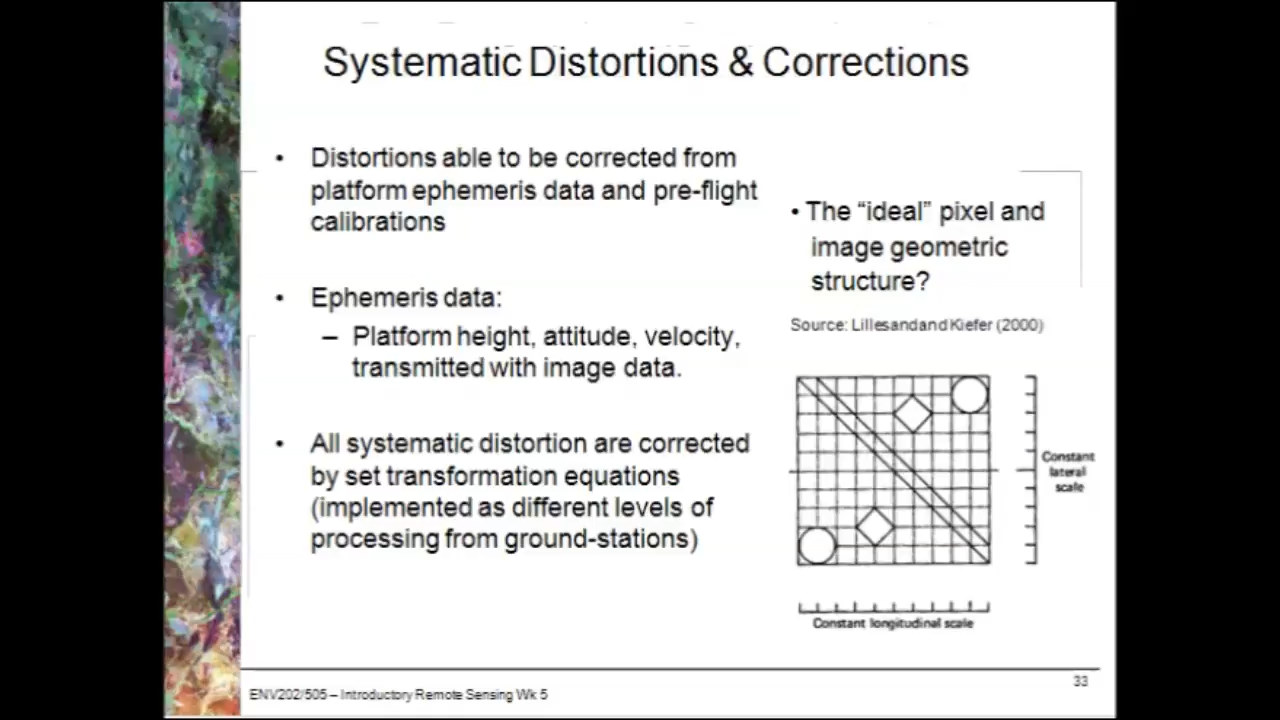 Systematic Distortions & Corrections
• Distortions able to be corrected from
platform ephemeris data and pre-flight
calibrations
• Ephemeris data:
– Platform height, attitude, velocity,
transmitted with image data.
• All systematic distortion are corrected
by set transformation equations
(implemented as different levels of
processing from ground-stations)
• The “ideal” pixel and
image geometric
structure?
Source: Lillesandand Kiefer (2000)
Constant
lateral
scale
Constant longitudinal scale
ENV202/505 – Introductory Remote Sensing Wk 5
33